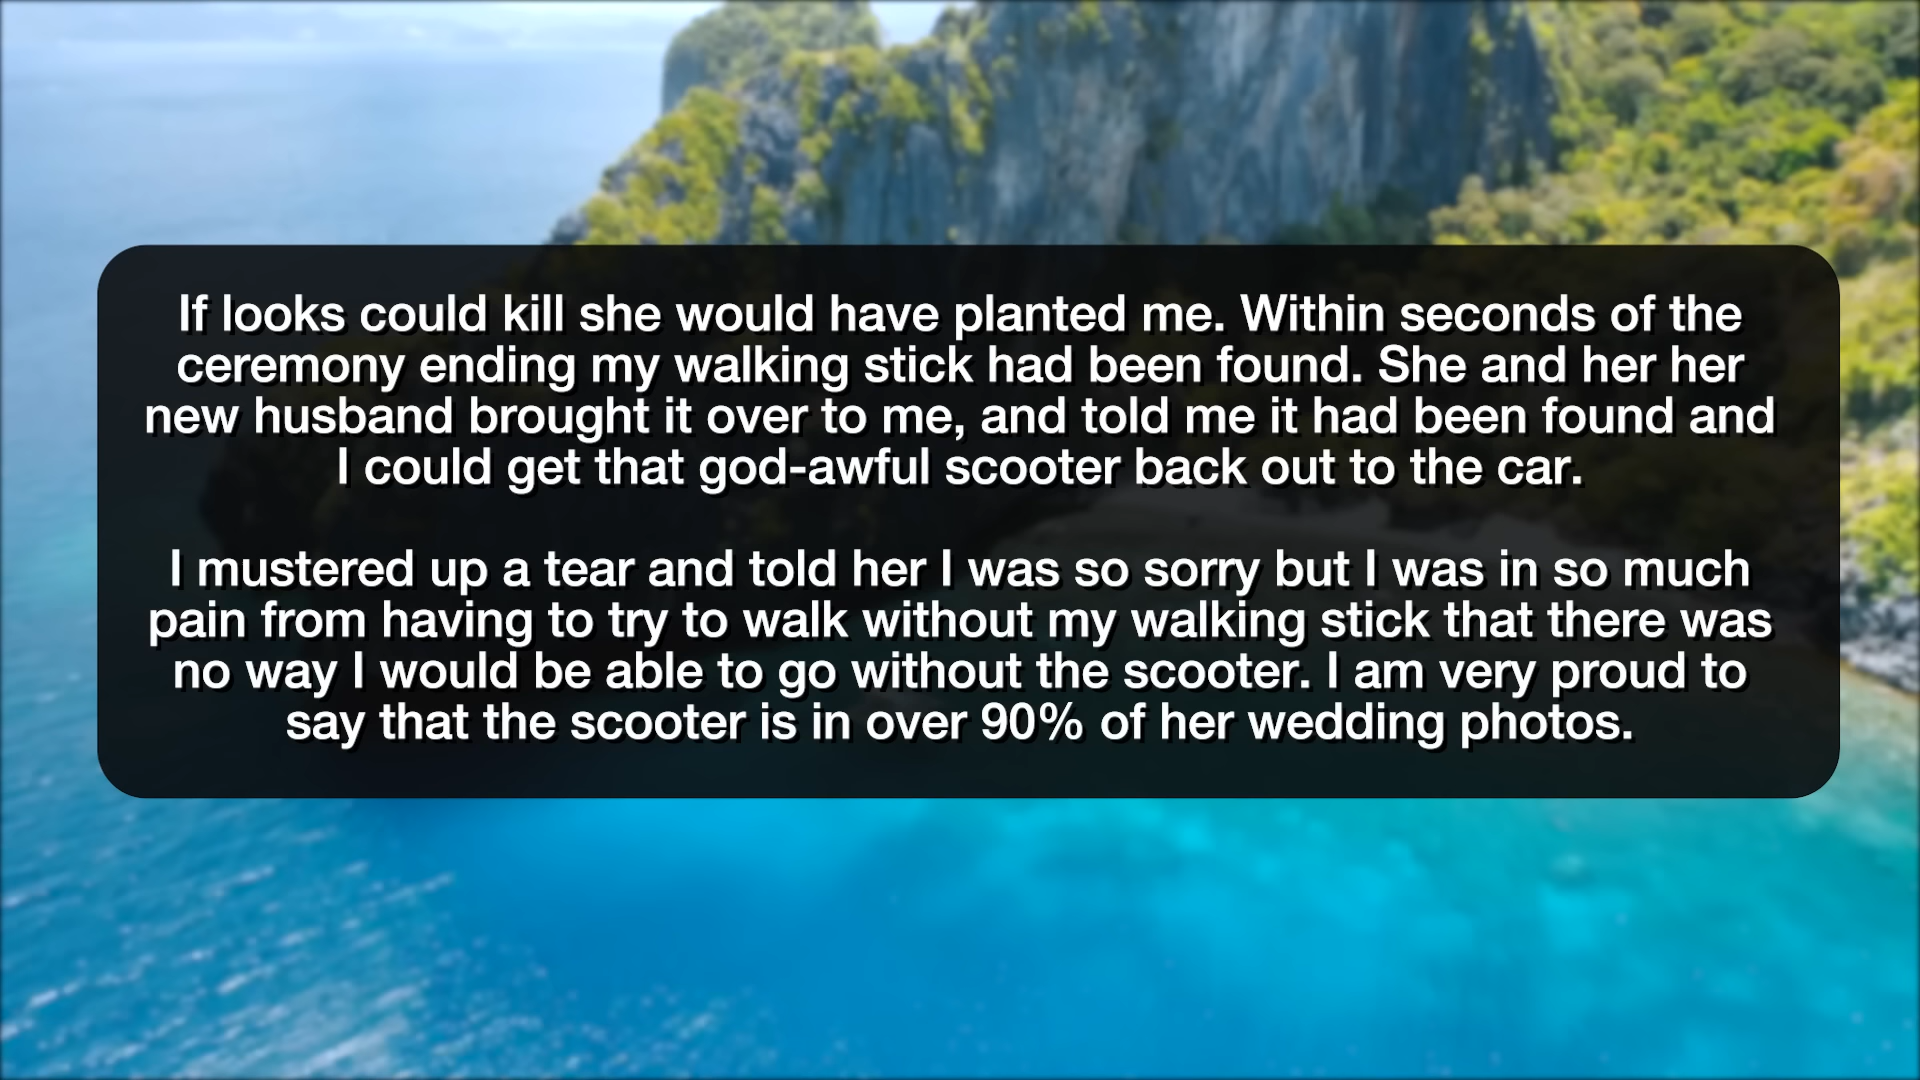 If looks could kill she would have planted me. Within seconds of the
ceremony ending my walking stick had been found. She and her her
new husband brought it over to me, and told me it had been found and
I could get that god-awful scooter back out to the car.
I mustered up a tear and told her I was so sorry but I was in so much
pain from having to try to walk without my walking stick that there was
no way I would be able to go without the scooter. I am very proud to
say that the scooter is in over 90% of her wedding photos.